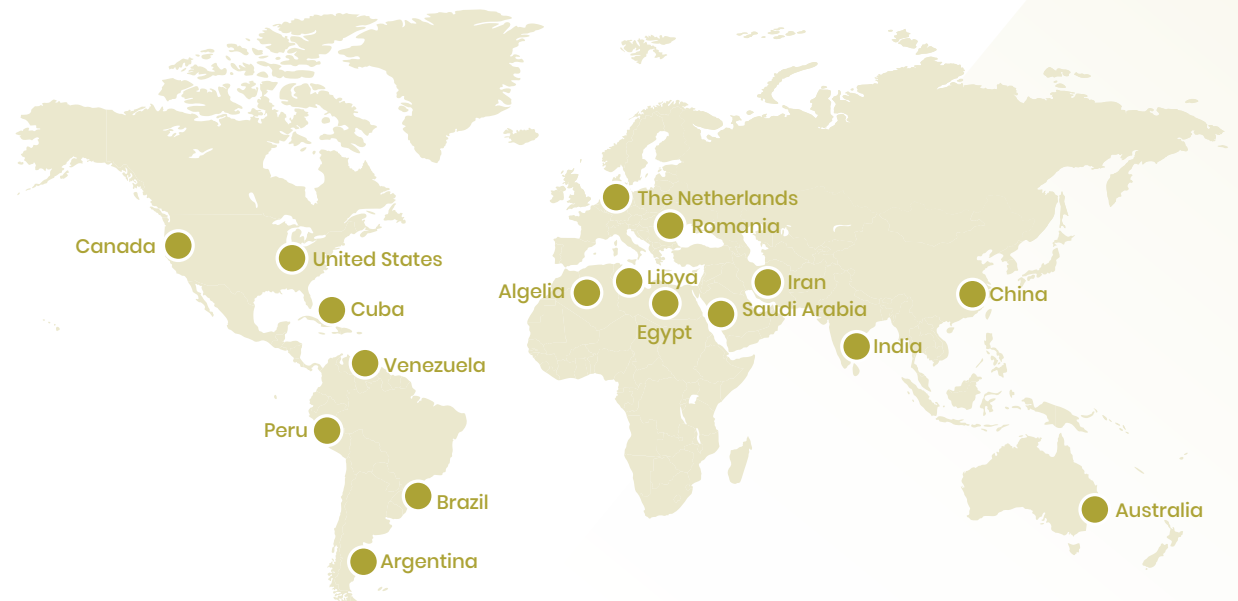 The Netherlands
Romania
Canada
United States
Libya
Iran
Algelia
China
Cuba
Saudi Arabia
Egypt
India
Venezuela
Peru
Brazil
Australia
Argentina